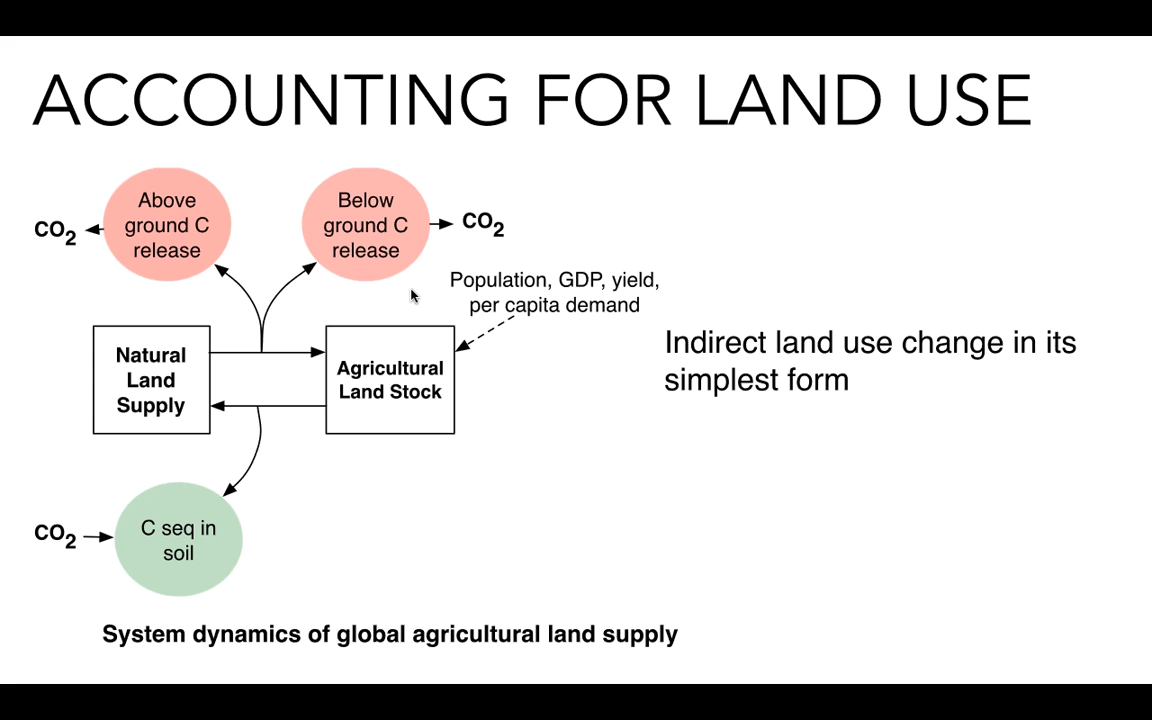 ACCOUNTING FOR LAND USE
Above
ground C
release
Below
ground C
release
CO2
CO2
Population, GDP, yield,
per capita demand
Natural
Land
Supply
Agricultural
Land Stock
Indirect land use change in its
simplest form
CO2
C seq in
soil
System dynamics of global agricultural land supply